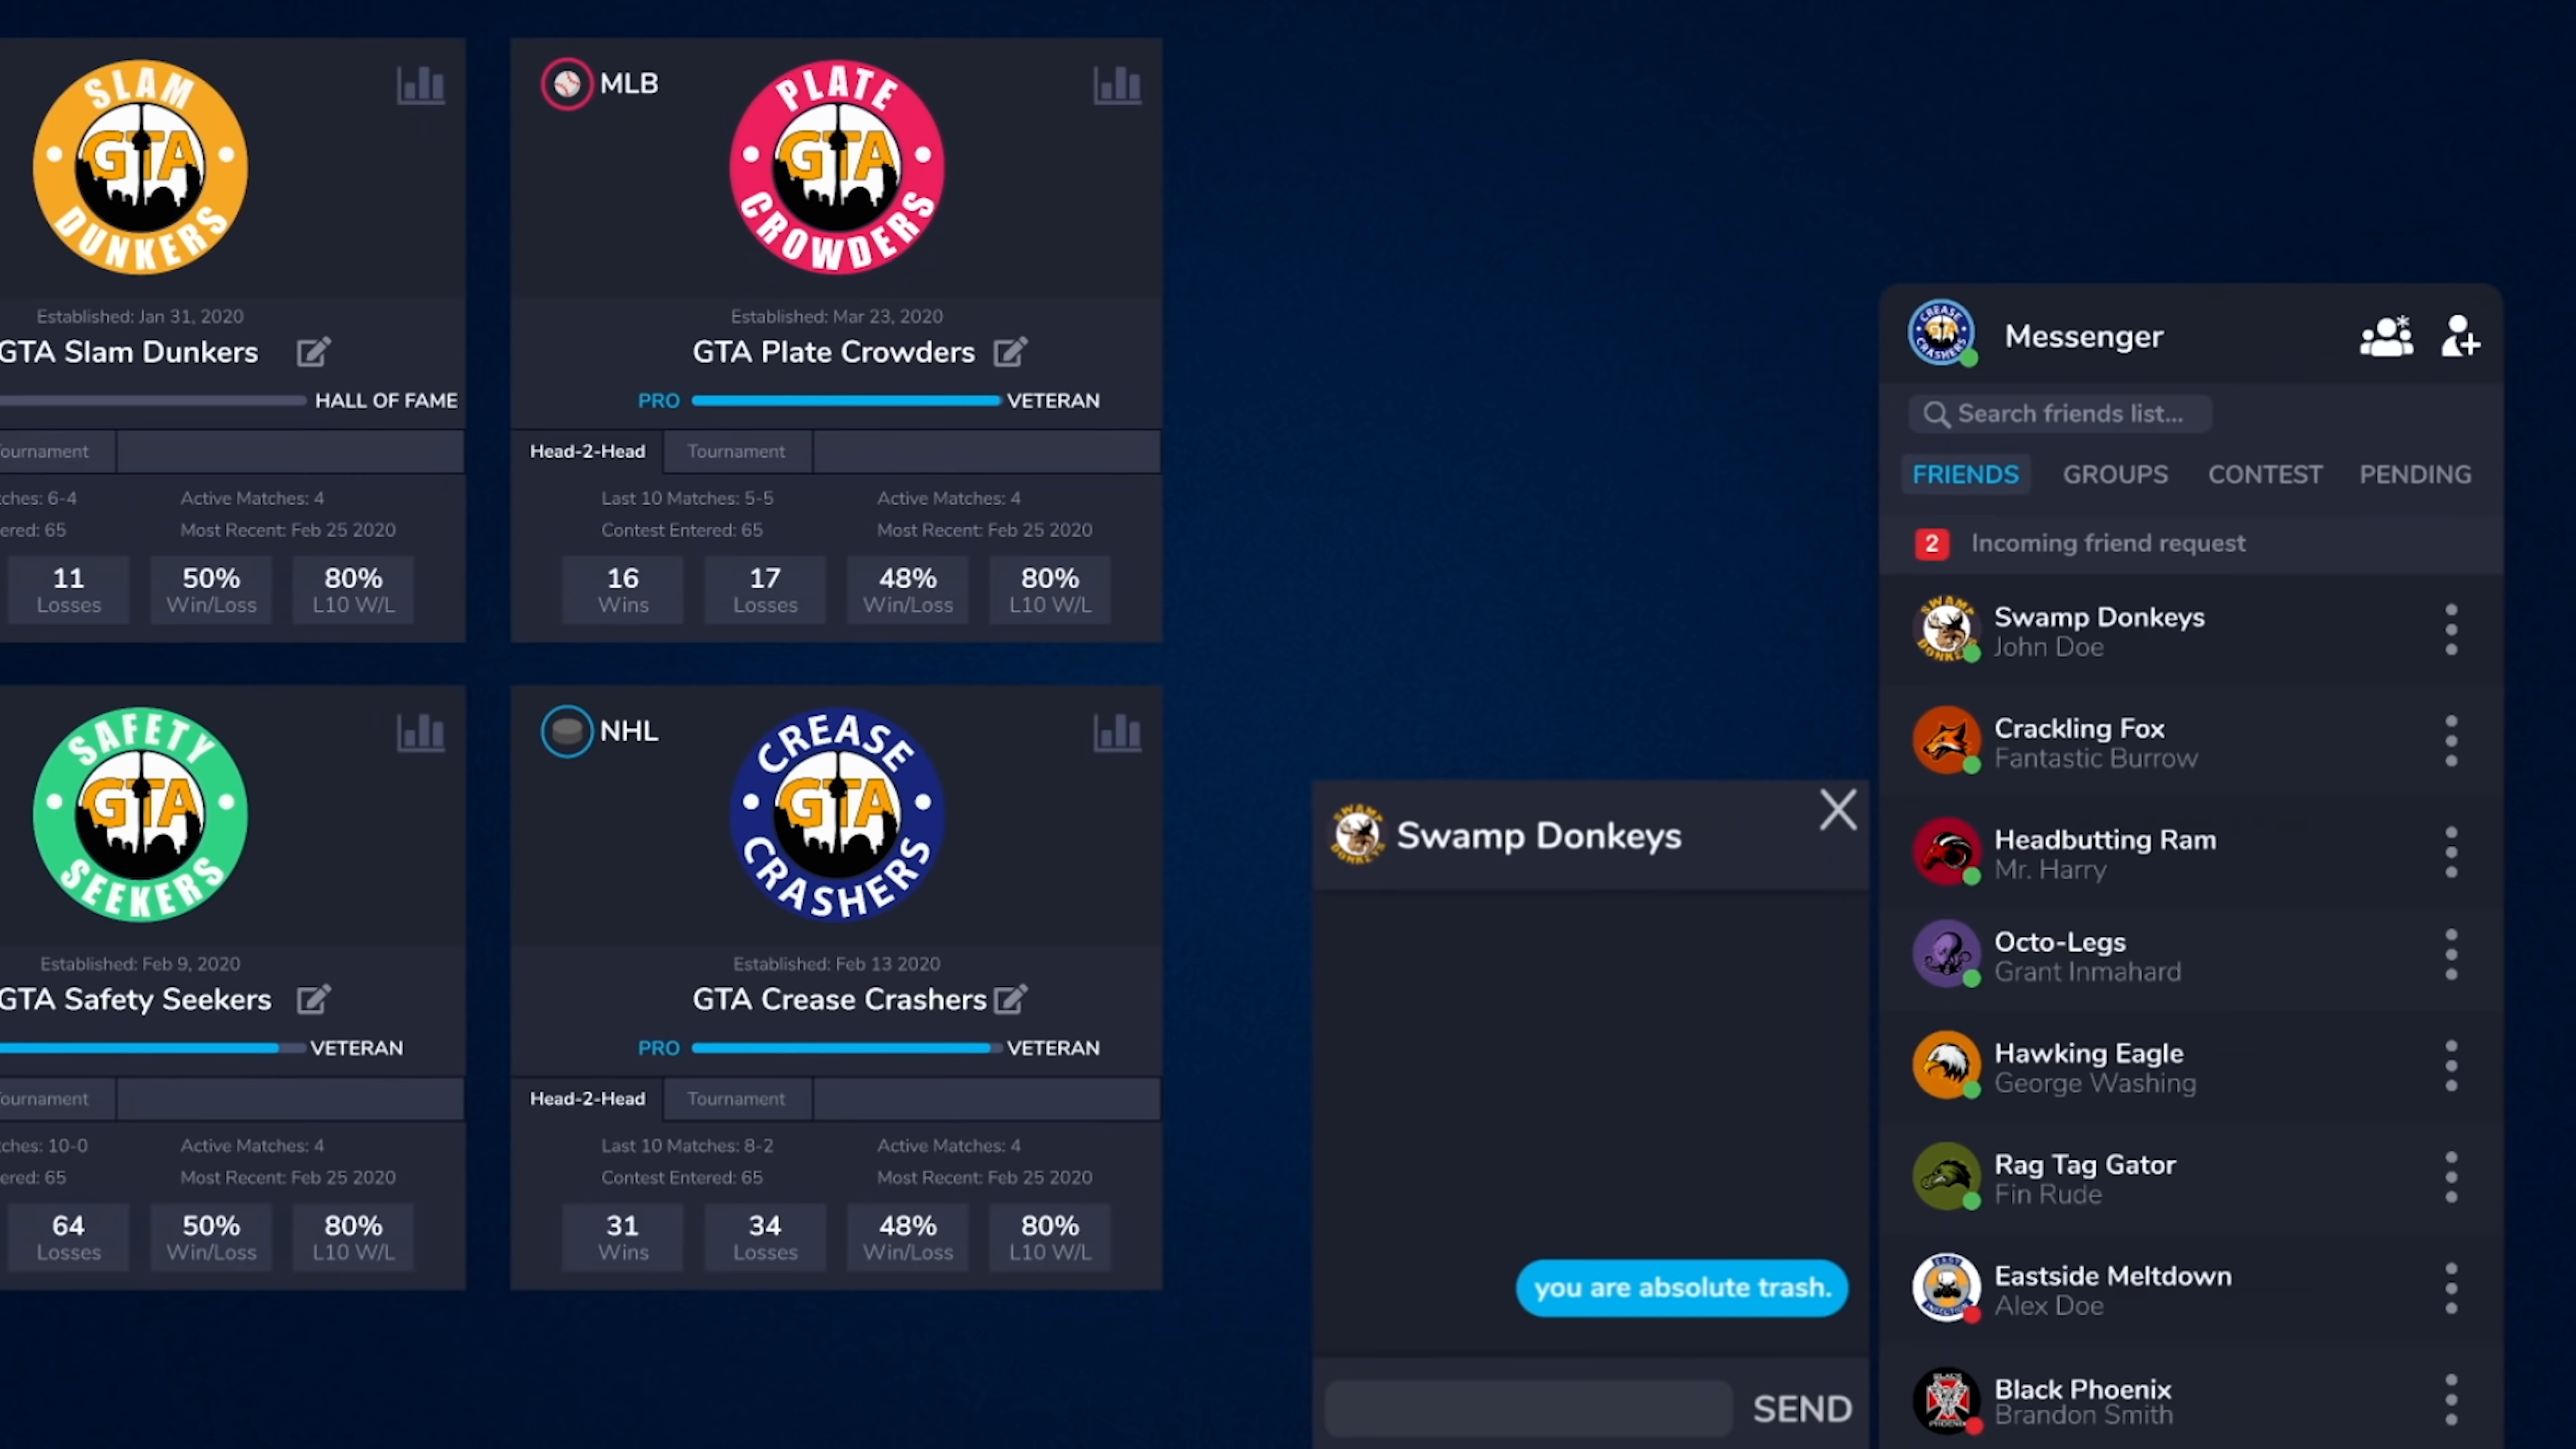 SLAM
GTA
DUNKERS
Established: Jan 31, 2020
GTA Slam Dunkers
HALL OF FAME
ournament
ches: 6-4
Active Matches: 4
ered: 65
Most Recent: Feb 25 2020
11
Losses
50%
Win/Loss
80%
L10 W/L
MLB
PLATE
GTA
CROWDERS
Established: Mar 23, 2020
GTA Plate Crowders
PRO
VETERAN
Head-2-Head
Tournament
Last 10 Matches: 5-5
Active Matches: 4
Contest Entered: 65
Most Recent: Feb 25 2020
16
Wins
17
Losses
48%
Win/Loss
80%
L10 W/L
SAFETY
GTA
SEEKERS
Established: Feb 9, 2020
GTA Safety Seekers
VETERAN
ournament
ches: 10-0
Active Matches: 4
ered: 65
Most Recent: Feb 25 2020
64
Losses
50%
Win/Loss
80%
L10 W/L
NHL
CREASE
GTA
CRASHERS
Established: Feb 13 2020
GTA Crease Crashers
PRO
VETERAN
Head-2-Head
Tournament
Last 10 Matches: 8-2
Active Matches: 4
Contest Entered: 65
Most Recent: Feb 25 2020
31
Wins
34
Losses
48%
Win/Loss
80%
L10 W/L
SWAMP
DONKEYS
Swamp Donkeys
you are absolute trash.
SEND
CREASE
GTA
CRASHERS
Messenger
Search friends list...
FRIENDS
GROUPS
CONTEST
PENDING
2
Incoming friend request
SWAMP
Swamp Donkeys
John Doe
Crackling Fox
Fantastic Burrow
Headbutting Ram
Mr. Harry
Octo-Legs
Grant Inmahard
Hawking Eagle
George Washing
Rag Tag Gator
Fin Rude
EAST
Eastside Meltdown
Alex Doe
BLACK
Black Phoenix
Brandon Smith